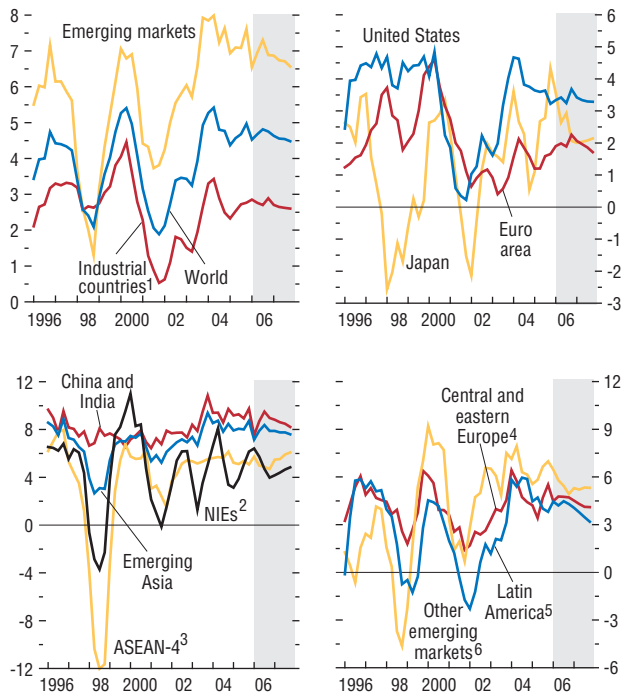 8
7
6
5
4
3
2
1
0
Emerging markets
Industrial
countries1
World
1996 98 2000 02 04 06
6
5
4
3
2
1
0
-1
-2
-3
United States
Euro
area
Japan
1996 98 2000 02 04 06
12
8
4
0
-4
-8
-12
China and
India
NIEs2
Emerging
Asia
ASEAN-43
1996 98 2000 02 04 06
12
9
6
3
0
-3
-6
Central and
eastern
Europe4
Latin
America5
Other
emerging
markets6
1996 98 2000 02 04 06